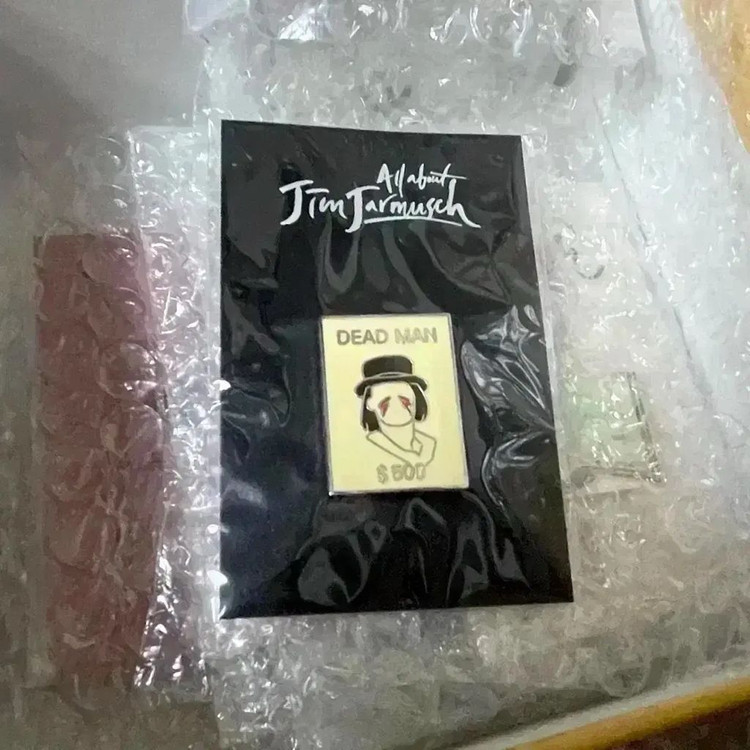 All about
Jim Jarmusch
DEAD MAN
$500